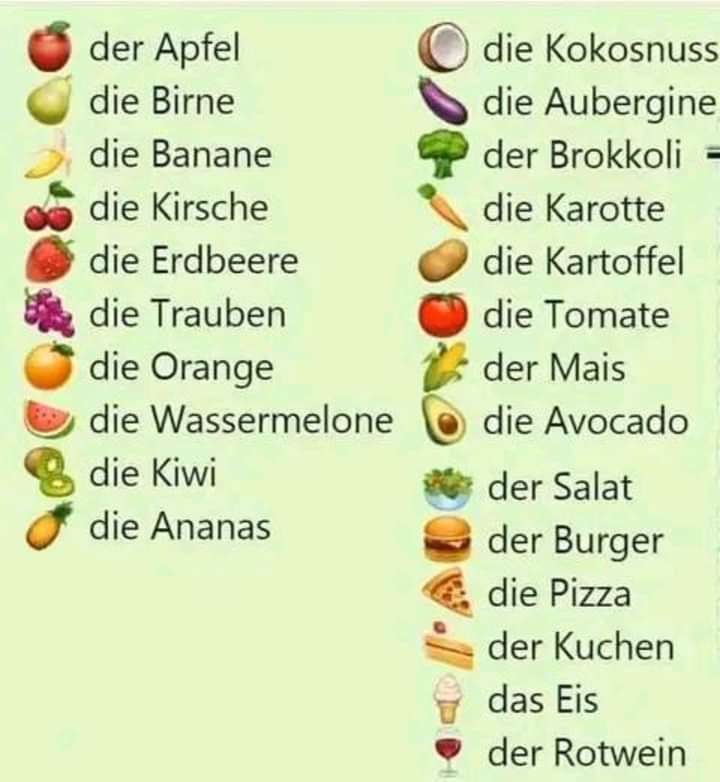 der Apfel
die Birne
die Banane
die Kirsche
die Erdbeere
die Trauben
die Orange
die Wassermelone
die Kiwi
die Ananas
die Kokosnuss
die Aubergine
der Brokkoli
die Karotte
die Kartoffel
die Tomate
der Mais
die Avocado
der Salat
der Burger
die Pizza
der Kuchen
das Eis
der Rotwein